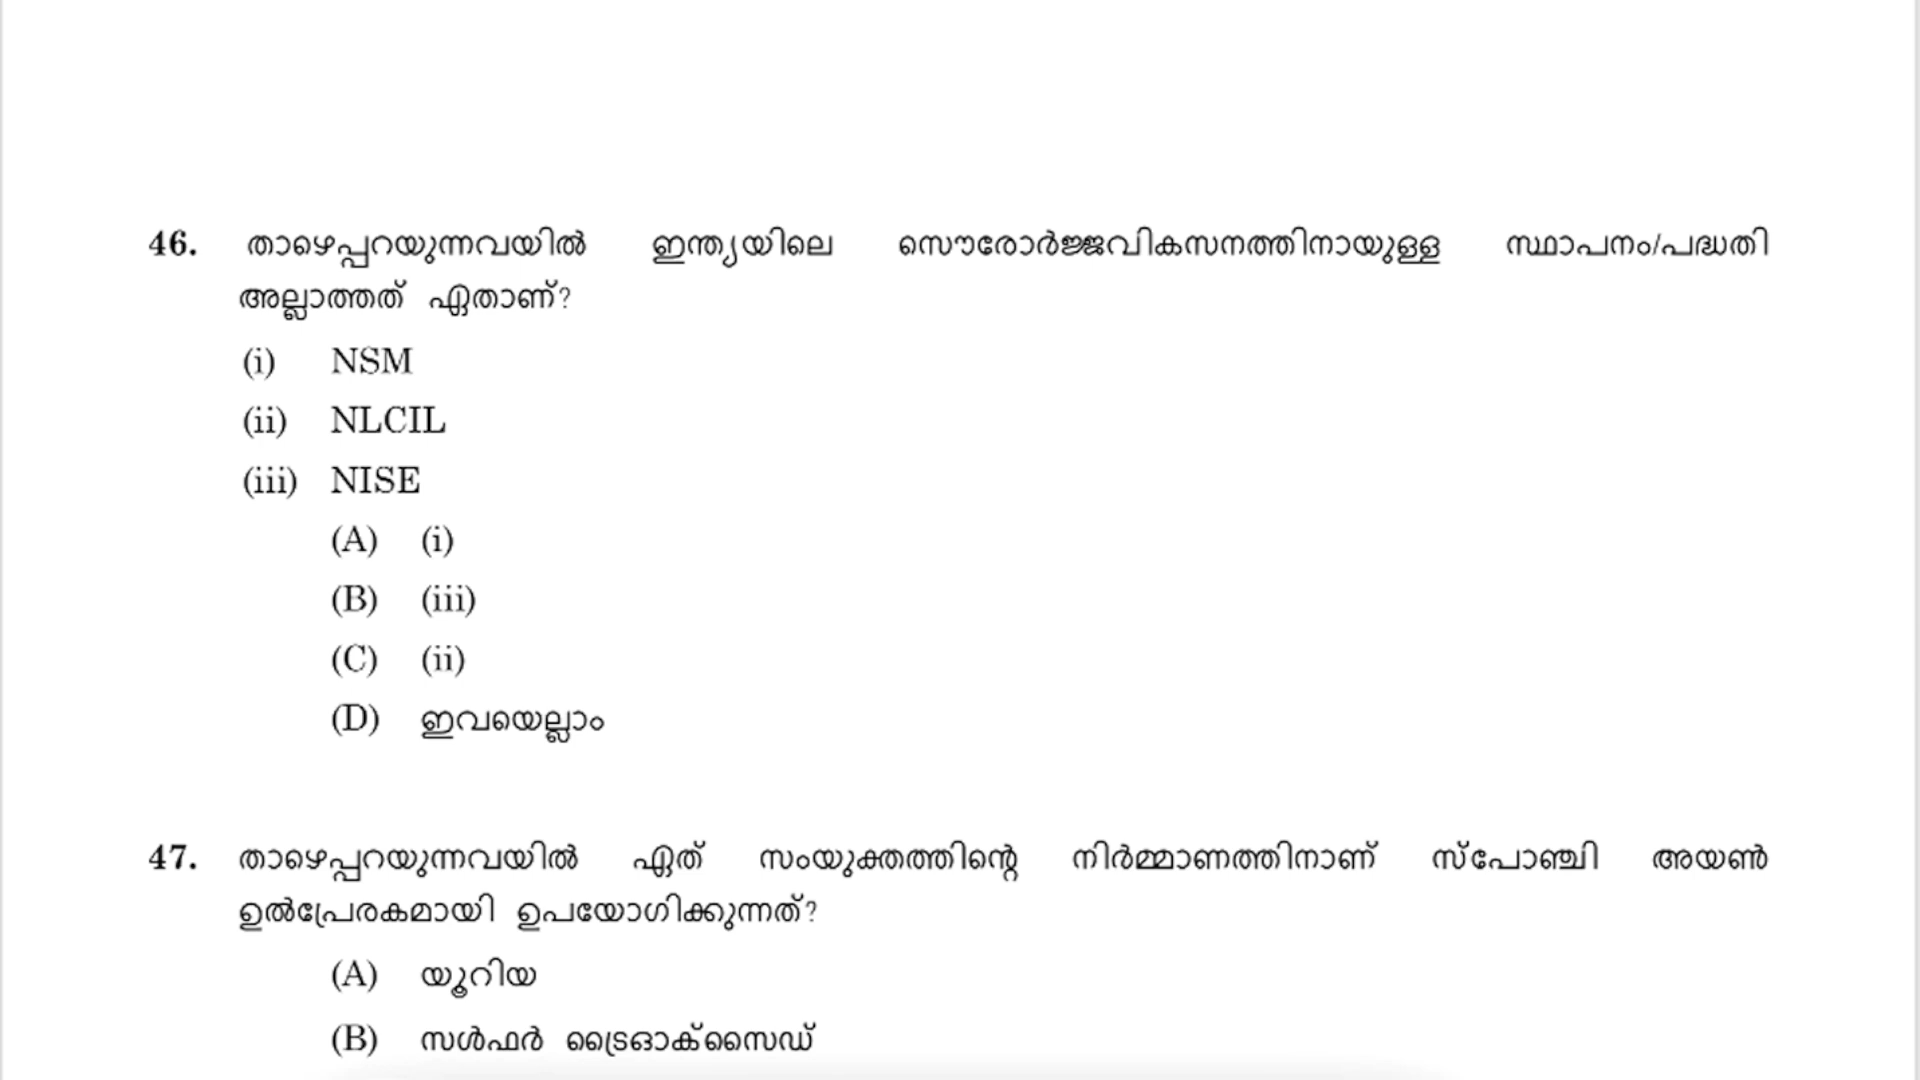 46. താഴെപ്പറയുന്നവയിൽ ഇന്ത്യയിലെ സൌരോർജ്ജവികസനത്തിനായുള്ള സ്ഥാപനം/പദ്ധതി
അല്ലാത്തത് ഏതാണ്?
(i) NSM
(ii) NLCIL
(iii) NISE
(A) (i)
(B) (iii)
(C) (ii)
(D) ഇവയെല്ലാം
47. താഴെപ്പറയുന്നവയിൽ ഏത് സംയുക്തത്തിന്റെ നിർമ്മാണത്തിനാണ് സ്പോഞ്ചി അയൺ
ഉൽപ്രേരകമായി ഉപയോഗിക്കുന്നത്?
(A) യൂറിയ
(B) സൾഫർ ട്രൈഓക്സൈഡ്